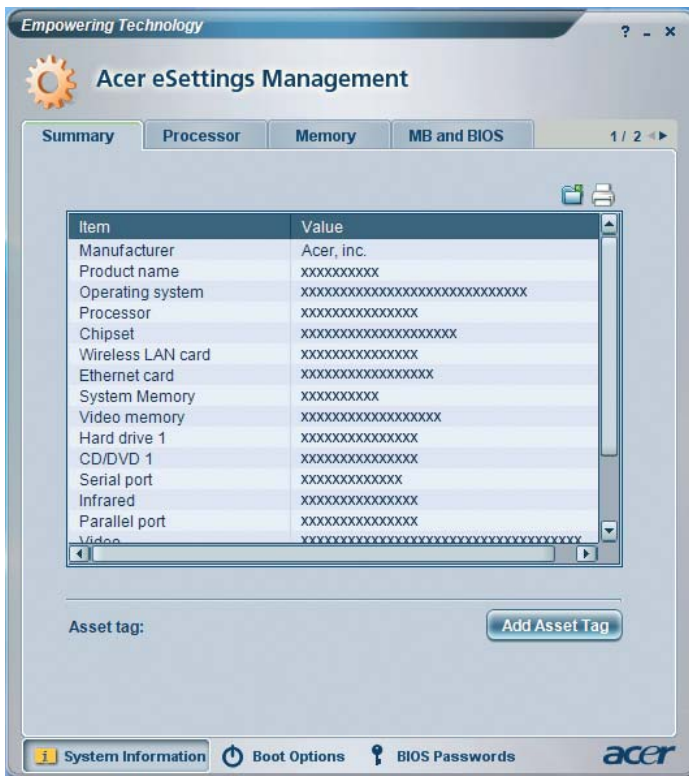 Empowering Technology
? - x
Acer eSettings Management
Summary Processor Memory MB and BIOS 1 / 2
Item Value
Manufacturer Acer, inc.
Product name xxxxxxxxxx
Operating system xxxxxxxxxxxxxxxxxxxxxxxxxxxxx
Processor xxxxxxxxxxxxxxx
Chipset xxxxxxxxxxxxxxxxxxxx
Wireless LAN card xxxxxxxxxxxxxxx
Ethernet card xxxxxxxxxxxxxxxxx
System Memory xxxxxxxxxx
Video memory xxxxxxxxxxxxxxxxxx
Hard drive 1 xxxxxxxxxxxxxxx
CD/DVD 1 xxxxxxxxxxxxxxx
Serial port xxxxxxxxxxxxx
Infrared xxxxxxxxxxxxxxx
Parallel port xxxxxxxxxxxxxxx
Video xxxxxxxxxxxxxxxxxxxxxxxxxxxxxxxxxxxx
Asset tag: Add Asset Tag
i System Information Boot Options BIOS Passwords acer